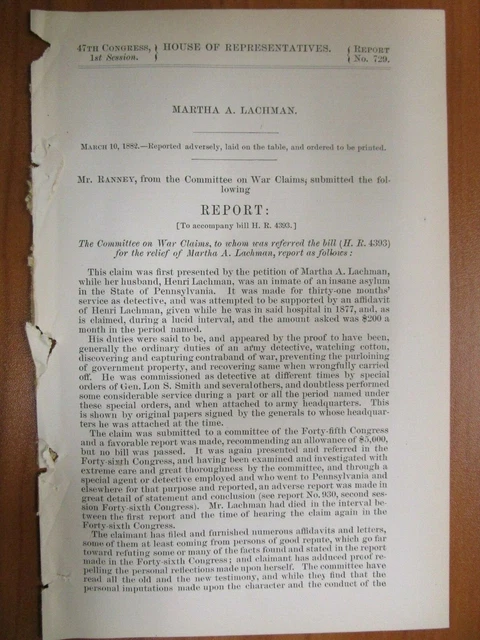 47TH CONGRESS, } HOUSE OF REPRESENTATIVES. { REPORT
1st Session. } { No. 729.
MARTHA A. LACHMAN.
MARCH 10, 1882.—Reported adversely, laid on the table, and ordered to be printed.
Mr. RANNEY, from the Committee on War Claims, submitted the fol-
lowing
REPORT:
[To accompany bill H. R. 4393.]
The Committee on War Claims, to whom was referred the bill (H. R. 4393)
for the relief of Martha A. Lachman, report as follows:
This claim was first presented by the petition of Martha A. Lachman,
while her husband, Henri Lachman, was an inmate of an insane asylum
in the State of Pennsylvania. It was made for thirty-one months'
service as detective, and was attempted to be supported by an affidavit
of Henri Lachman, given while he was in said hospital in 1877, and, as
is claimed, during a lucid interval, and the amount asked was $200 a
month in the period named.
His duties were said to be, and appeared by the proof to have been,
generally the ordinary duties of an army detective, watching cotton,
discovering and capturing contraband of war, preventing the purloining
of government property, and recovering same when wrongfully carried
off. He was commissioned as detective at different times by special
orders of Gen. Lon S. Smith and several others, and doubtless performed
some considerable service during a part or all the period named under
these special orders, and when attached to army headquarters. This
is shown by original papers signed by the generals to whose headquar-
ters he was attached at the time.
The claim was submitted to a committee of the Forty-fifth Congress
and a favorable report was made, recommending an allowance of $5,000,
but no bill was passed. It was again presented and referred in the
Forty-sixth Congress, and having been examined and investigated with
extreme care and great thoroughness by the committee, and through a
special agent or detective employed and who went to Pennsylvania and
elsewhere for that purpose and reported, an adverse report was made in
great detail of statement and conclusion (see report No. 930, second ses-
sion Forty-sixth Congress). Mr. Lachman had died in the interval be-
tween the first report and the time of hearing the claim again in the
Forty-sixth Congress.
The claimant has filed and furnished numerous affidavits and letters,
some of them at least coming from persons of good repute, which go far
toward refuting some or many of the facts found and stated in the report
made in the Forty-sixth Congress; and claimant has adduced proof re-
pelling the personal reflections made upon herself. The committee have
read all the old and the new testimony, and while they find that the
personal imputations made upon the character and the conduct of the